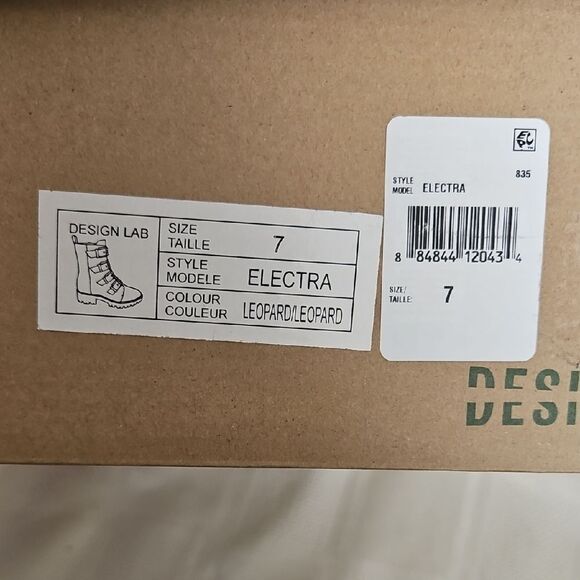 DESIGN LAB
SIZE
TAILLE
7
STYLE
MODELE
ELECTRA
COLOUR
COULEUR
LEOPARD/LEOPARD
835
STYLE
MODEL
ELECTRA
8 84844 12043 4
SIZE/
TAILLE:
7
DESI